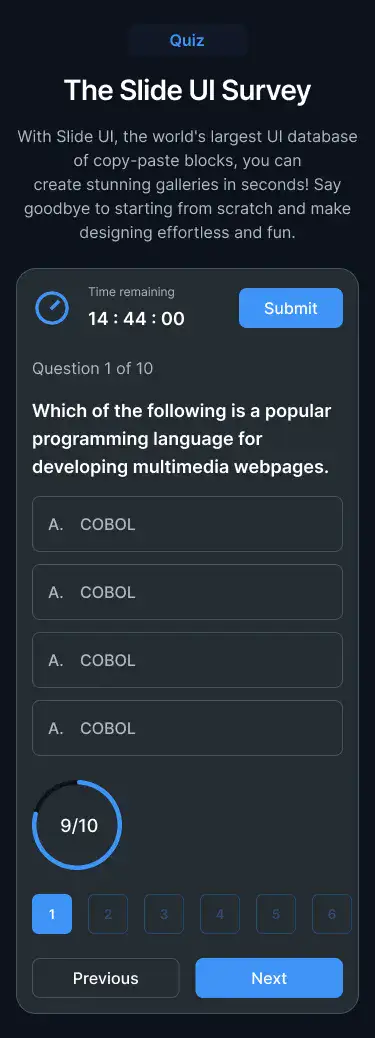 Quiz
The Slide UI Survey
With Slide UI, the world's largest UI database
of copy-paste blocks, you can
create stunning galleries in seconds! Say
goodbye to starting from scratch and make
designing effortless and fun.
Time remaining
14 : 44 : 00
Submit
Question 1 of 10
Which of the following is a popular
programming language for
developing multimedia webpages.
A. COBOL
A. COBOL
A. COBOL
A. COBOL
9/10
1 2 3 4 5 6
Previous Next